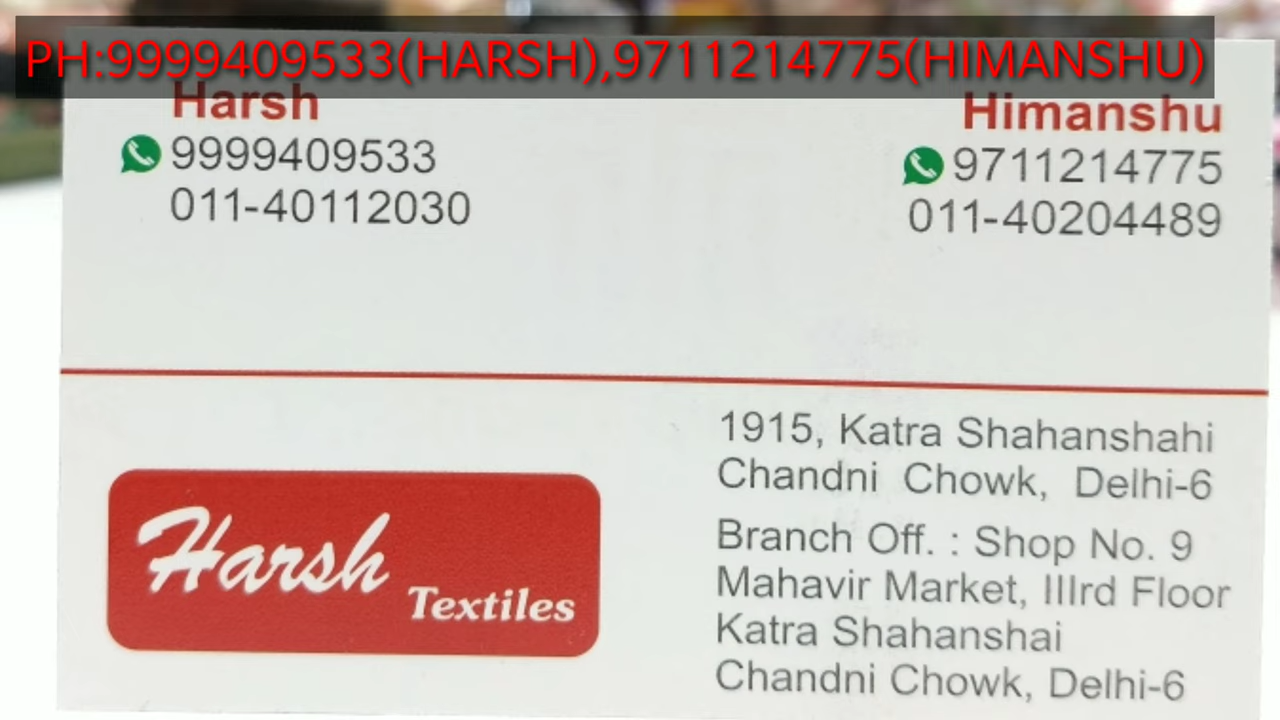 PH:9999409533(HARSH),9711214775(HIMANSHU)
Harsh
9999409533
011-40112030
Himanshu
9711214775
011-40204489
Harsh
Textiles
1915, Katra Shahanshahi
Chandni Chowk, Delhi-6
Branch Off. : Shop No. 9
Mahavir Market, IIIrd Floor
Katra Shahanshai
Chandni Chowk, Delhi-6